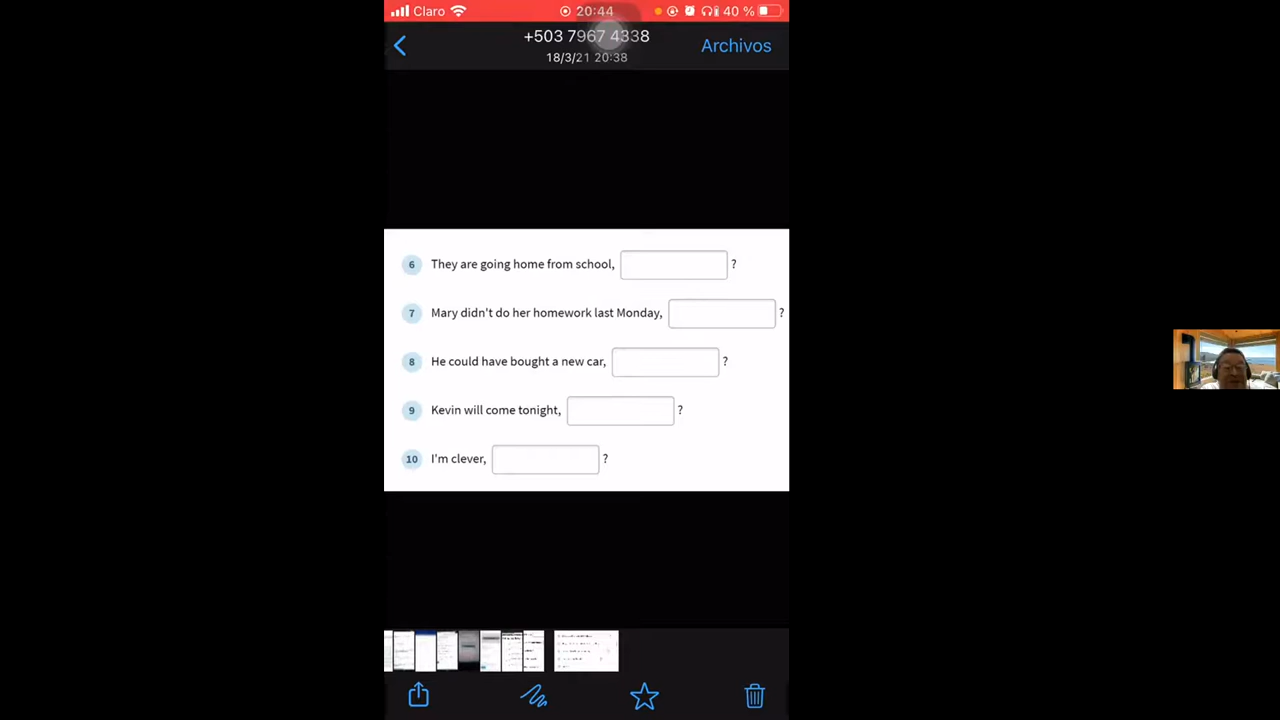 Claro 20:44 40 %
+503 7967 4338
18/3/21 20:38
Archivos
6 They are going home from school, ?
7 Mary didn't do her homework last Monday, ?
8 He could have bought a new car, ?
9 Kevin will come tonight, ?
10 I'm clever, ?